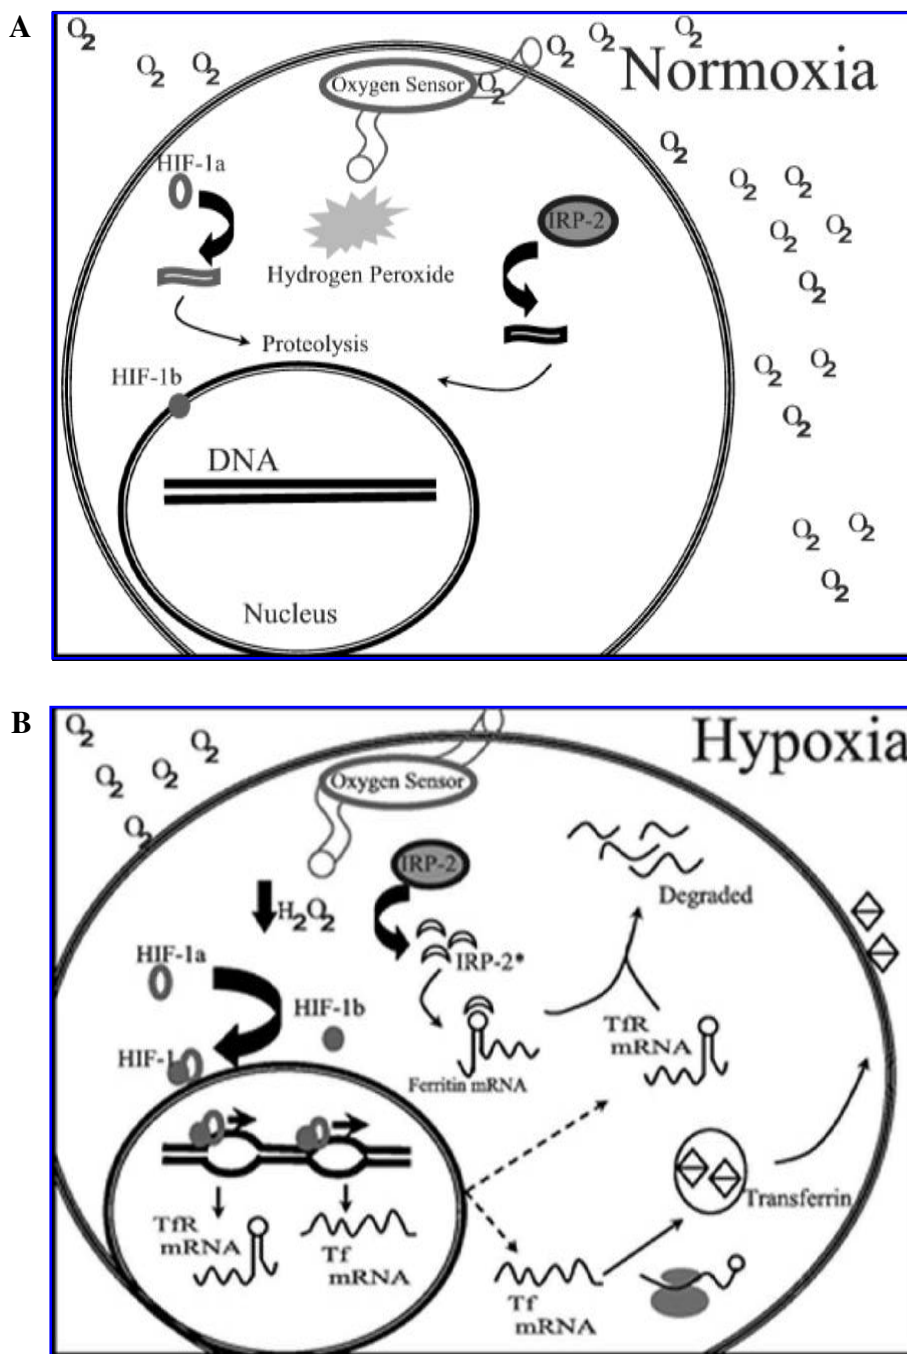 A
O2
O2 O2
O2 O2 O2
Normoxia
Oxygen Sensor O2
O2
HIF-1a
O2 O2
IRP-2
O2 O2
Hydrogen Peroxide
O2
Proteolysis
O2 O2
HIF-1b
O2
DNA
O2 O2
O2
Nucleus
B
O2
O2
Hypoxia
O2 O2
Oxygen Sensor
O2
IRP-2
Degraded
H2O2
HIF-1a
IRP-2*
HIF-1b
TfR
mRNA
HIF-1
Ferritin mRNA
Transferrin
TfR
mRNA
Tf
mRNA
Tf
mRNA